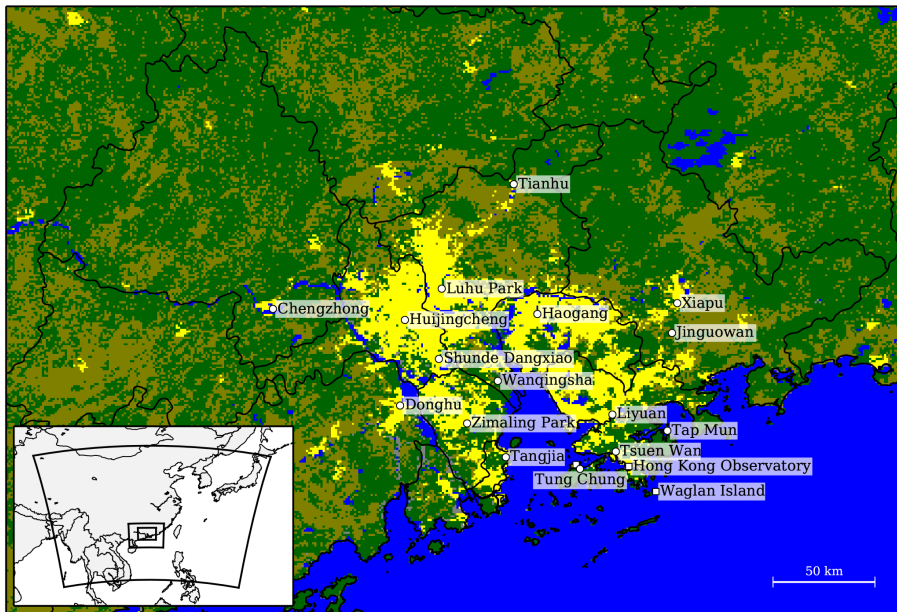 Tianhu
Luhu Park
Xiapu
Chengzhong
Haogang
Huijingcheng
Jinguowan
Shunde Dangxiao
Wanqingsha
Donghu
Liyuan
Zimaling Park
Tap Mun
Tsuen Wan
Tangjia
Hong Kong Observatory
Tung Chung
Waglan Island
50 km